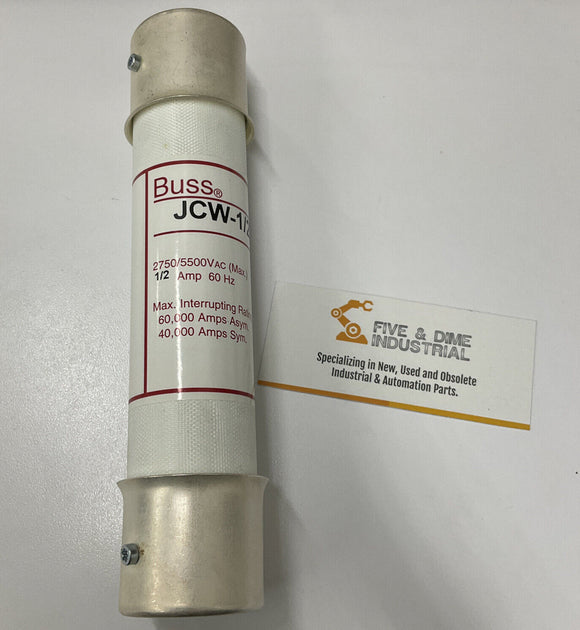 Buss®
JCW-1/2
2750/5500VAC (Max.)
1/2 Amp 60 Hz
Max. Interrupting
60,000 Amps Asym.
40,000 Amps Sym.
FIVE & DIME
INDUSTRIAL
Specializing in New, Used and Obsolete
Industrial & Automation Parts.